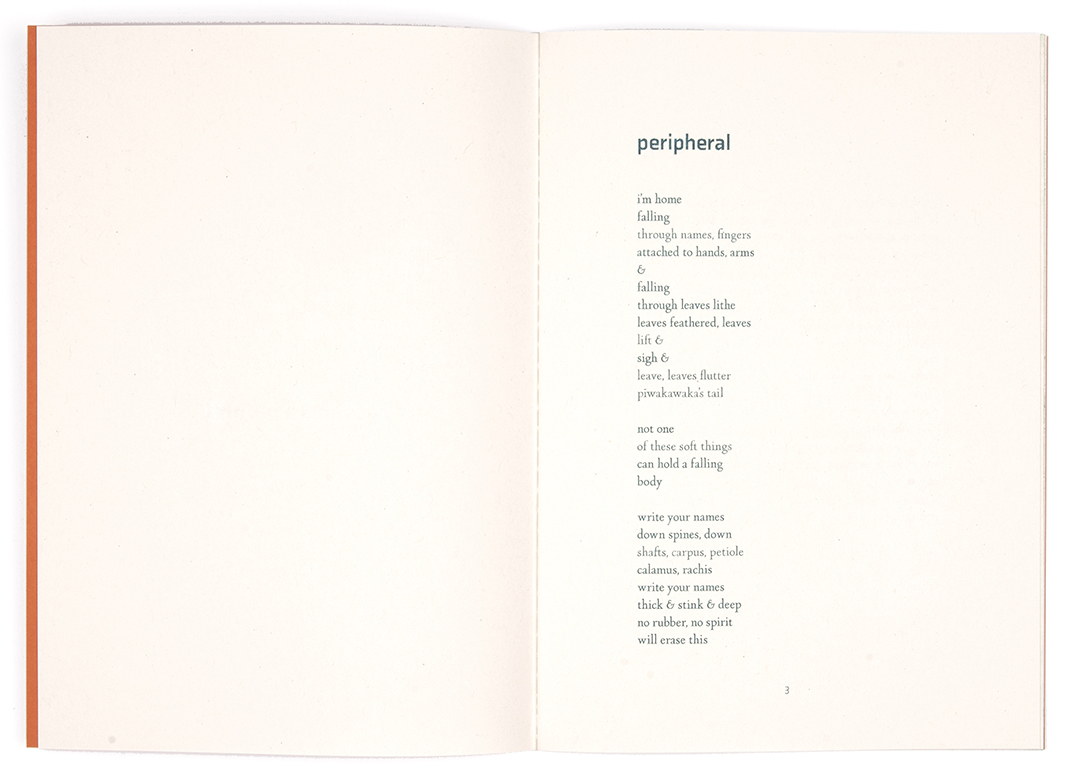 peripheral
i'm home
falling
through names, fingers
attached to hands, arms
&
falling
through leaves lithe
leaves feathered, leaves
lift &
sigh &
leave, leaves flutter
piwakawaka's tail
not one
of these soft things
can hold a falling
body
write your names
down spines, down
shafts, carpus, petiole
calamus, rachis
write your names
thick & stink & deep
no rubber, no spirit
will erase this
3